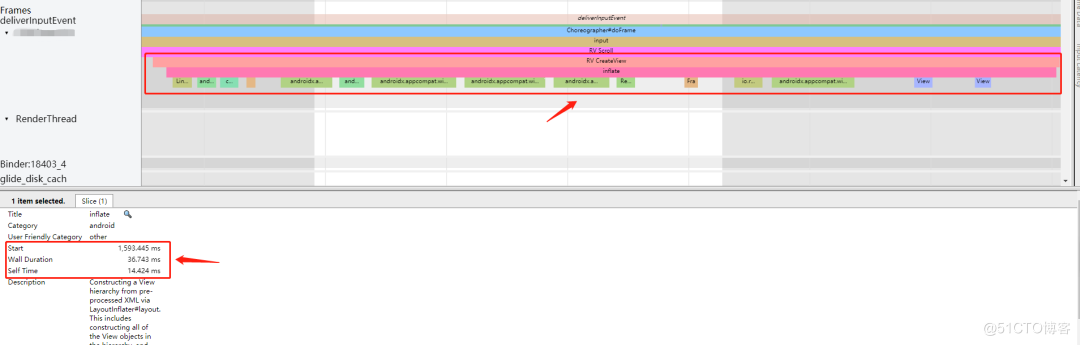 Frames
deliverInputEvent
deliverInputEvent
Choreographer#doFrame
input
RV Scroll
RV CreateView
inflate
Lin... and... c... androidx.a... and... androidx.appcompat.wi... androidx.appcompat.wi... androidx.a... Re... Fra io.r... androidx.appcompat.wi... View View
RenderThread
Binder:18403_4
glide_disk_cach
1 item selected. Slice (1)
Title inflate
Category android
User Friendly Category other
Start 1,593.445 ms
Wall Duration 36.743 ms
Self Time 14.424 ms
Description Constructing a View
hierarchy from pre-
processed XML via
LayoutInflater#layout.
This includes
constructing all of
the View objects in
the hierarchy, and
@51CTO博客